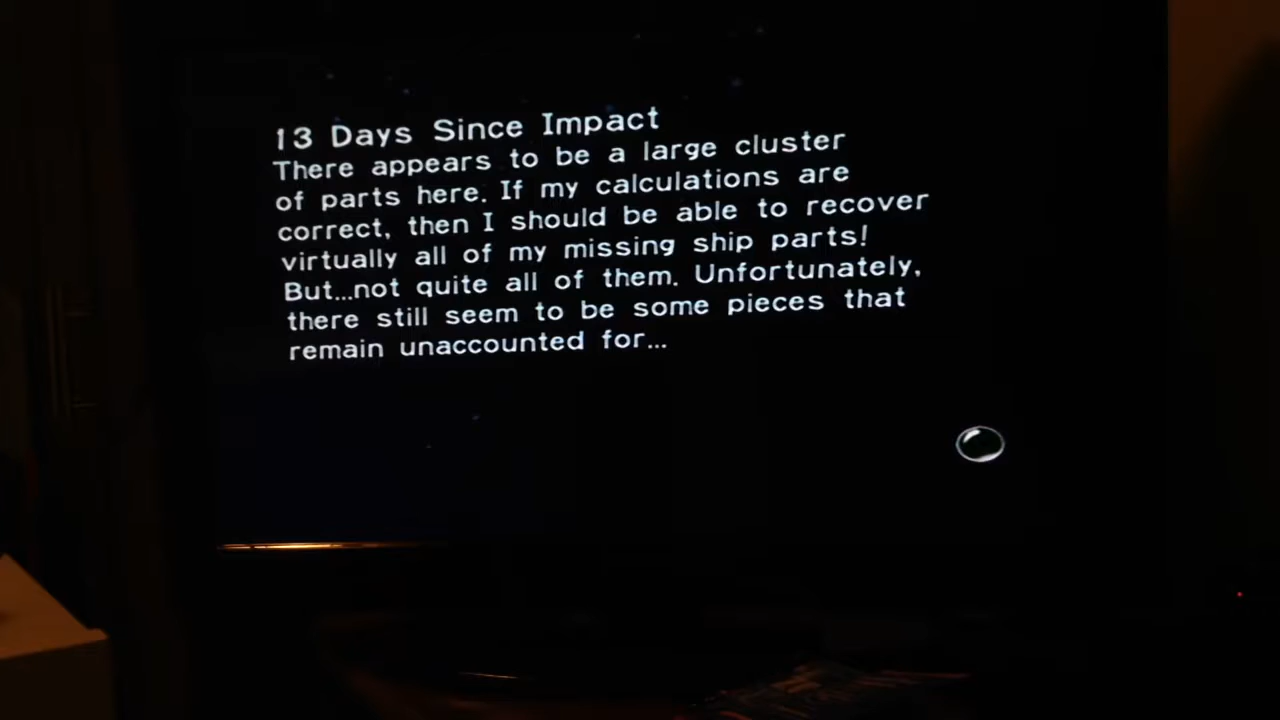 13 Days Since Impact
There appears to be a large cluster
of parts here. If my calculations are
correct, then I should be able to recover
virtually all of my missing ship parts!
But...not quite all of them. Unfortunately,
there still seem to be some pieces that
remain unaccounted for...